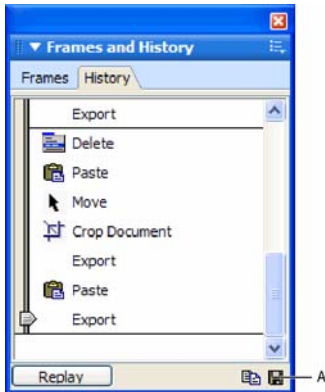 Frames and History
Frames History
Export
Delete
Paste
Move
Crop Document
Export
Paste
Export
Replay
A